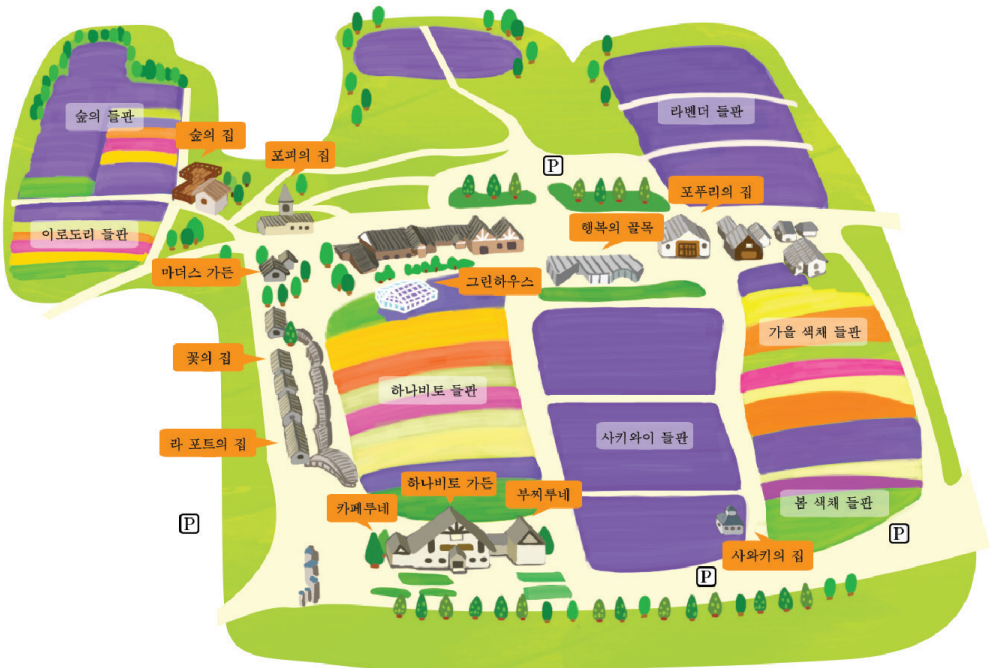 숲의 들판
라벤더 들판
숲의 집
포피의 집
P
포푸리의 집
행복의 골목
이로도리 들판
마더스 가든
그린하우스
가을 색채 들판
꽃의 집
하나비토 들판
사키와이 들판
라 포트의 집
하나비토 가든
부찌투네
카페루네
봄 색채 들판
P
P
사와키의 집
P